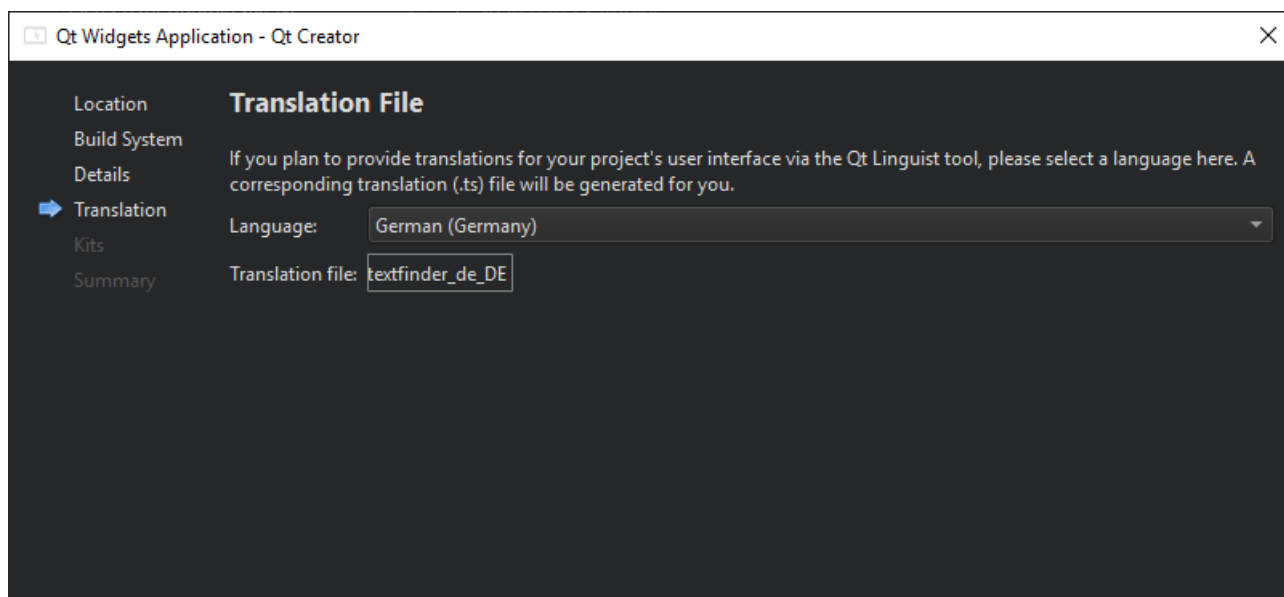 Qt Widgets Application - Qt Creator
Location
Build System
Details
Translation
Kits
Summary
Translation File
If you plan to provide translations for your project's user interface via the Qt Linguist tool, please select a language here. A
corresponding translation (.ts) file will be generated for you.
Language: German (Germany)
Translation file: textfinder_de_DE